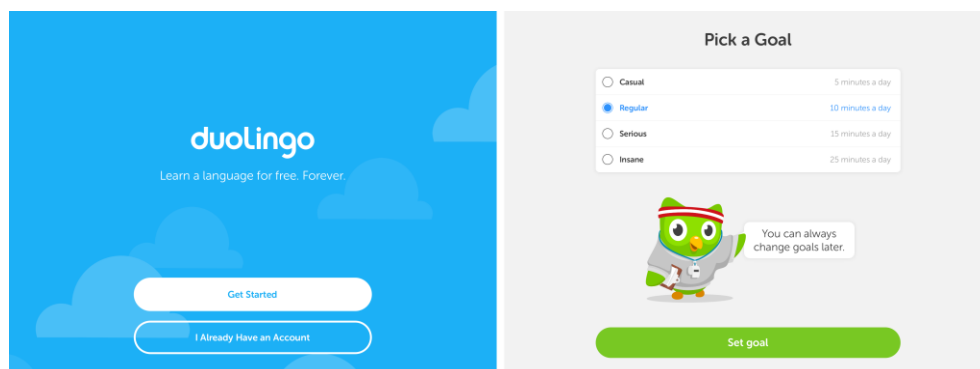 duolingo
Learn a language for free. Forever.
Get Started
I Already Have an Account
Pick a Goal
Casual 5 minutes a day
Regular 10 minutes a day
Serious 15 minutes a day
Insane 25 minutes a day
You can always
change goals later.
Set goal